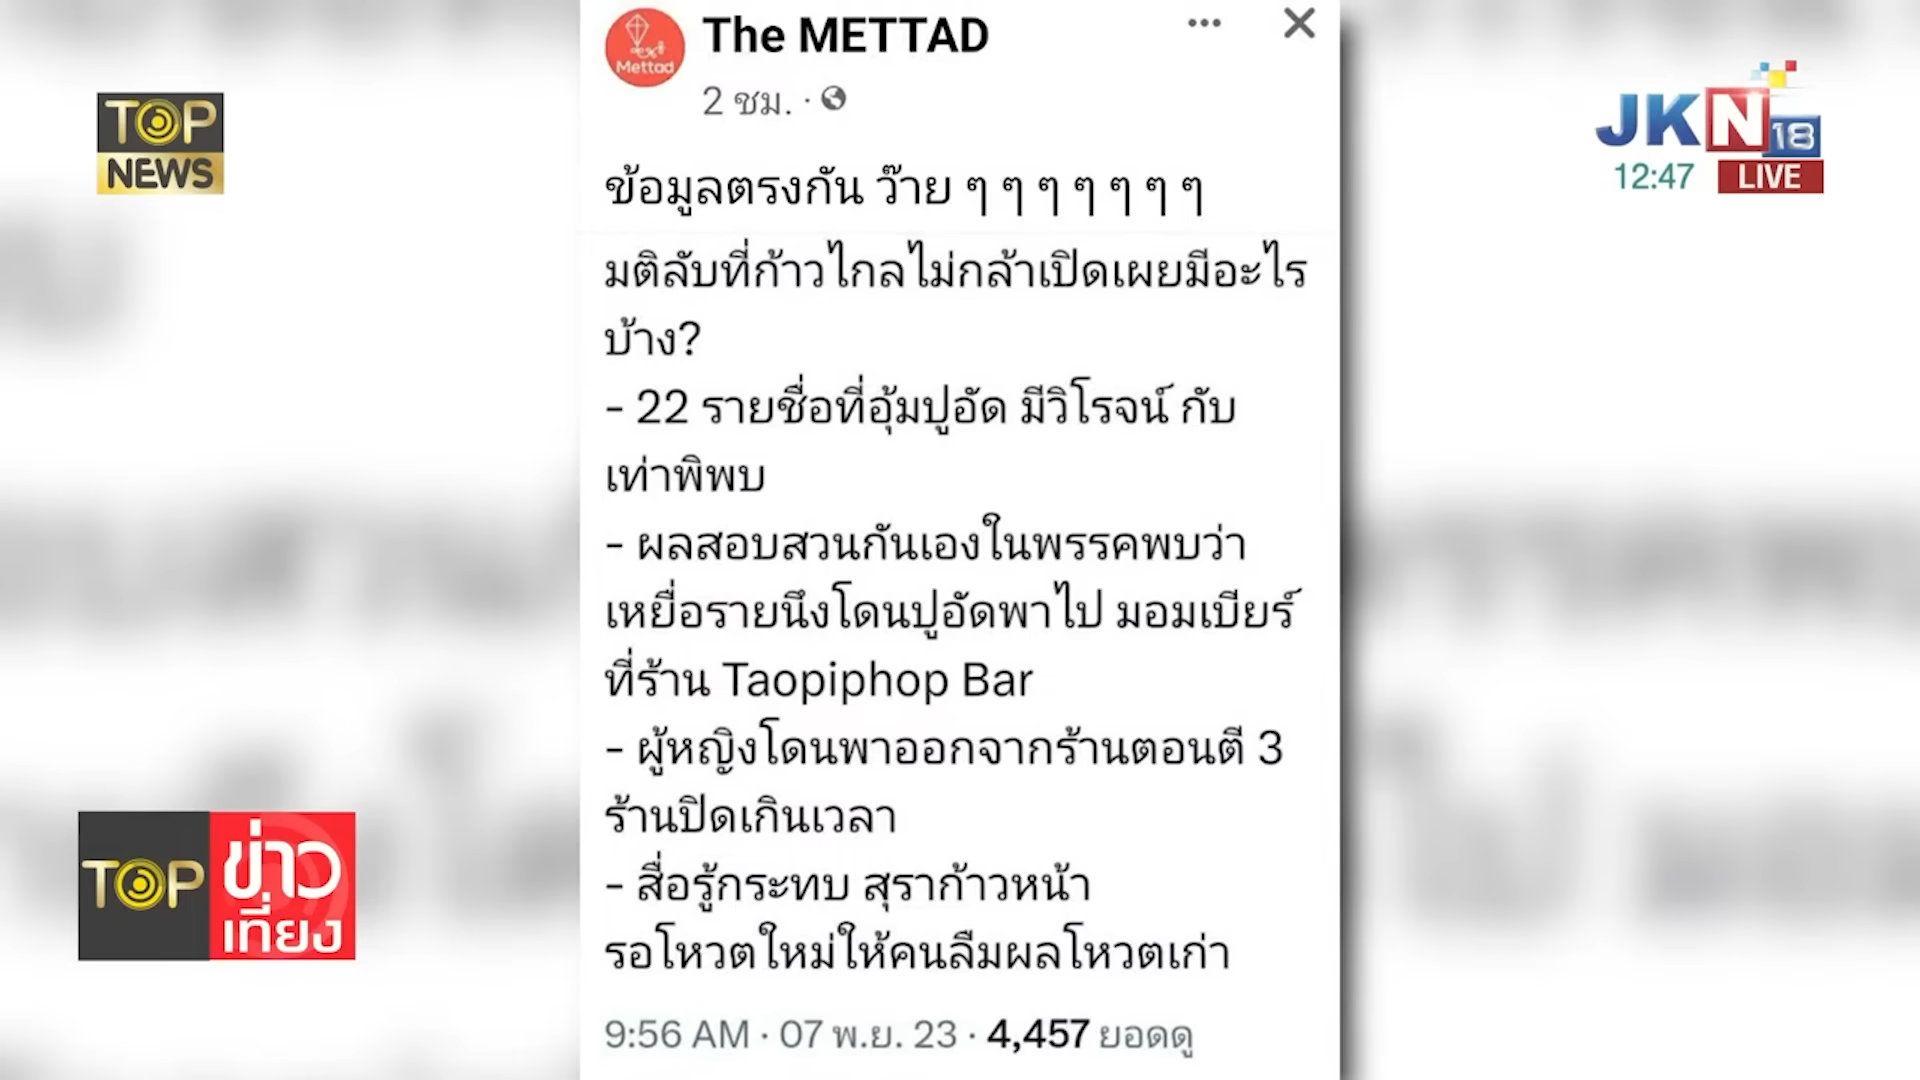 The METTAD
2 ชม. ·
Mettad
TOP
NEWS
JKN18
12:47 LIVE
ข้อมูลตรงกัน ว๊าย ๆ ๆ ๆ ๆ ๆ ๆ ๆ
มติลับที่ก้าวไกลไม่กล้าเปิดเผยมีอะไร
บ้าง?
- 22 รายชื่อที่อุ้มปูอัด มีวิโรจน์ กับ
เท่าพิพบ
- ผลสอบสวนกันเองในพรรคพบว่า
เหยื่อรายนึงโดนปูอัดพาไป มอมเบียร์
ที่ร้าน Taopiphop Bar
- ผู้หญิงโดนพาออกจากร้านตอนตี 3
ร้านปิดเกินเวลา
- สื่อรู้กระทบ สุราก้าวหน้า
รอโหวตใหม่ให้คนลืมผลโหวตเก่า
9:56 AM · 07 พ.ย. 23 · 4,457 ยอดดู
TOP ข่าว
เที่ยง